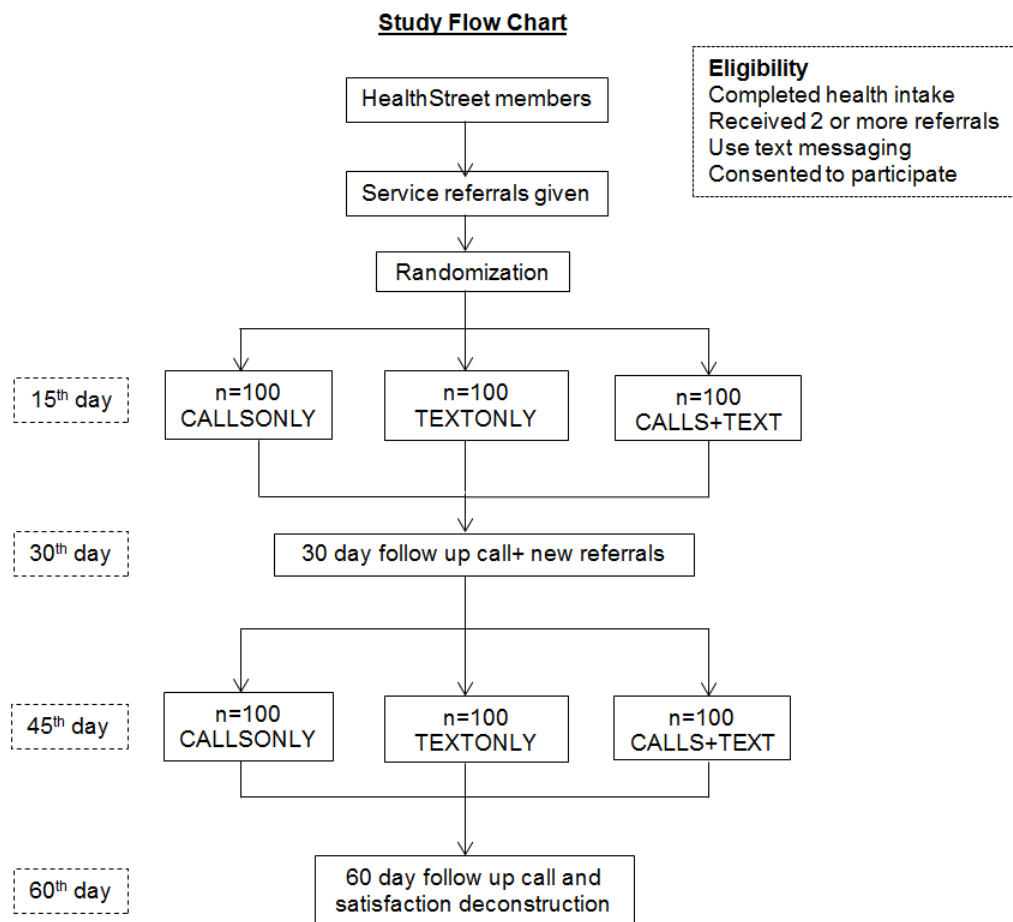 Study Flow Chart
Eligibility
Completed health intake
Received 2 or more referrals
Use text messaging
Consented to participate
HealthStreet members
Service referrals given
Randomization
15th day
n=100
CALLSONLY
n=100
TEXTONLY
n=100
CALLS+TEXT
30th day
30 day follow up call+ new referrals
45th day
n=100
CALLSONLY
n=100
TEXTONLY
n=100
CALLS+TEXT
60th day
60 day follow up call and
satisfaction deconstruction